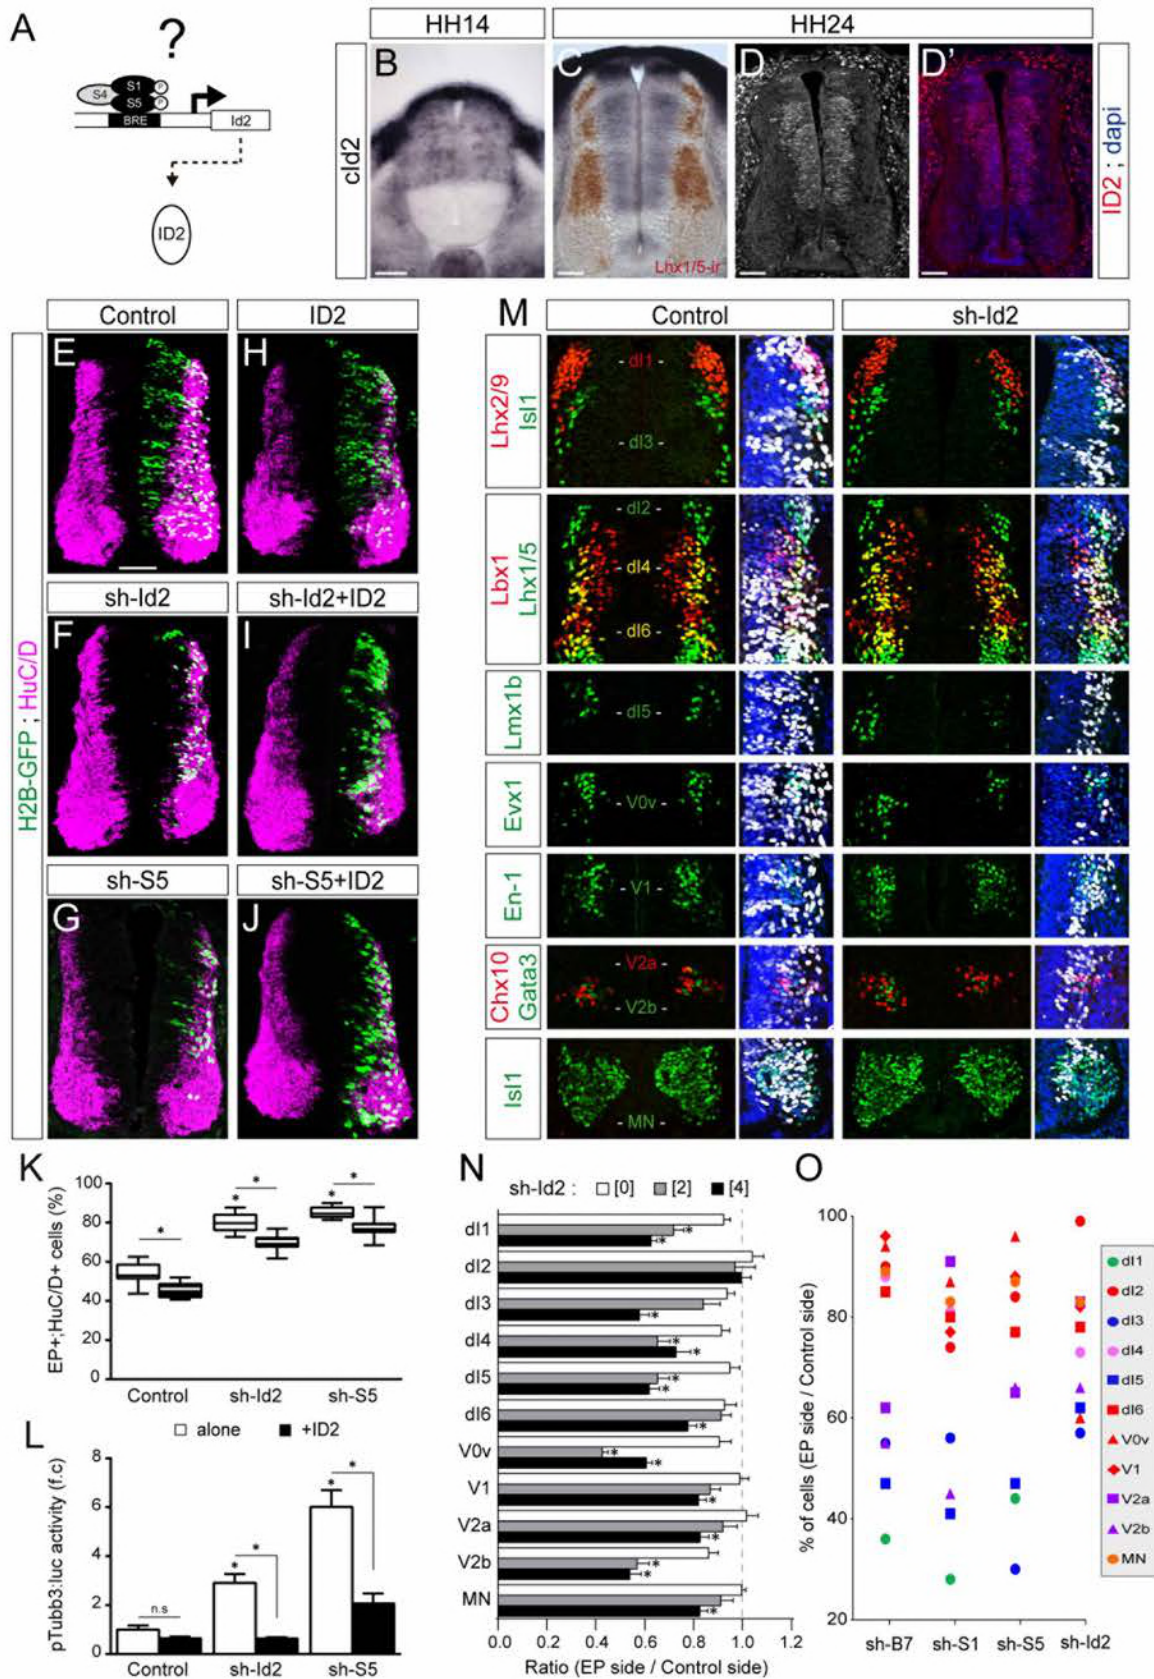 A
?
S4
S1
P
S5
P
BRE
Id2
ID2
HH14
HH24
cId2
B
C
Lhx1/5-ir
D
D'
ID2 ; dapi
Control
ID2
E
H
sh-Id2
sh-Id2+ID2
F
I
sh-S5
sh-S5+ID2
G
J
H2B-GFP ; HuC/D
M
Control
sh-Id2
Lhx2/9
Isl1
- dI1 -
- dI3 -
Lbx1
Lhx1/5
- dI2 -
- dI4 -
- dI6 -
Lmx1b
- dI5 -
Evx1
- V0v -
En-1
- V1 -
Chx10
Gata3
- V2a -
- V2b -
Isl1
- MN -
K
EP+;HuC/D+ cells (%)
100
80
60
40
20
0
*
* *
* *
Control
sh-Id2
sh-S5
L
alone
+ID2
pTubb3:luc activity (f.c)
8
6
4
2
0
n.s
* *
* *
Control
sh-Id2
sh-S5
N
sh-Id2 : [0] [2] [4]
dI1 * *
dI2
dI3 *
dI4 * *
dI5 * *
dI6 *
V0v * *
V1 *
V2a *
V2b * *
MN *
0.0 0.2 0.4 0.6 0.8 1.0 1.2
Ratio (EP side / Control side)
O
% of cells (EP side / Control side)
100
80
60
40
20
sh-B7
sh-S1
sh-S5
sh-Id2
dI1
dI2
dI3
dI4
dI5
dI6
V0v
V1
V2a
V2b
MN